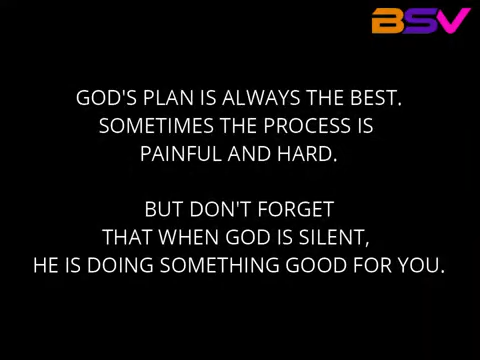 BSV
GOD'S PLAN IS ALWAYS THE BEST.
SOMETIMES THE PROCESS IS
PAINFUL AND HARD.
BUT DON'T FORGET
THAT WHEN GOD IS SILENT,
HE IS DOING SOMETHING GOOD FOR YOU.